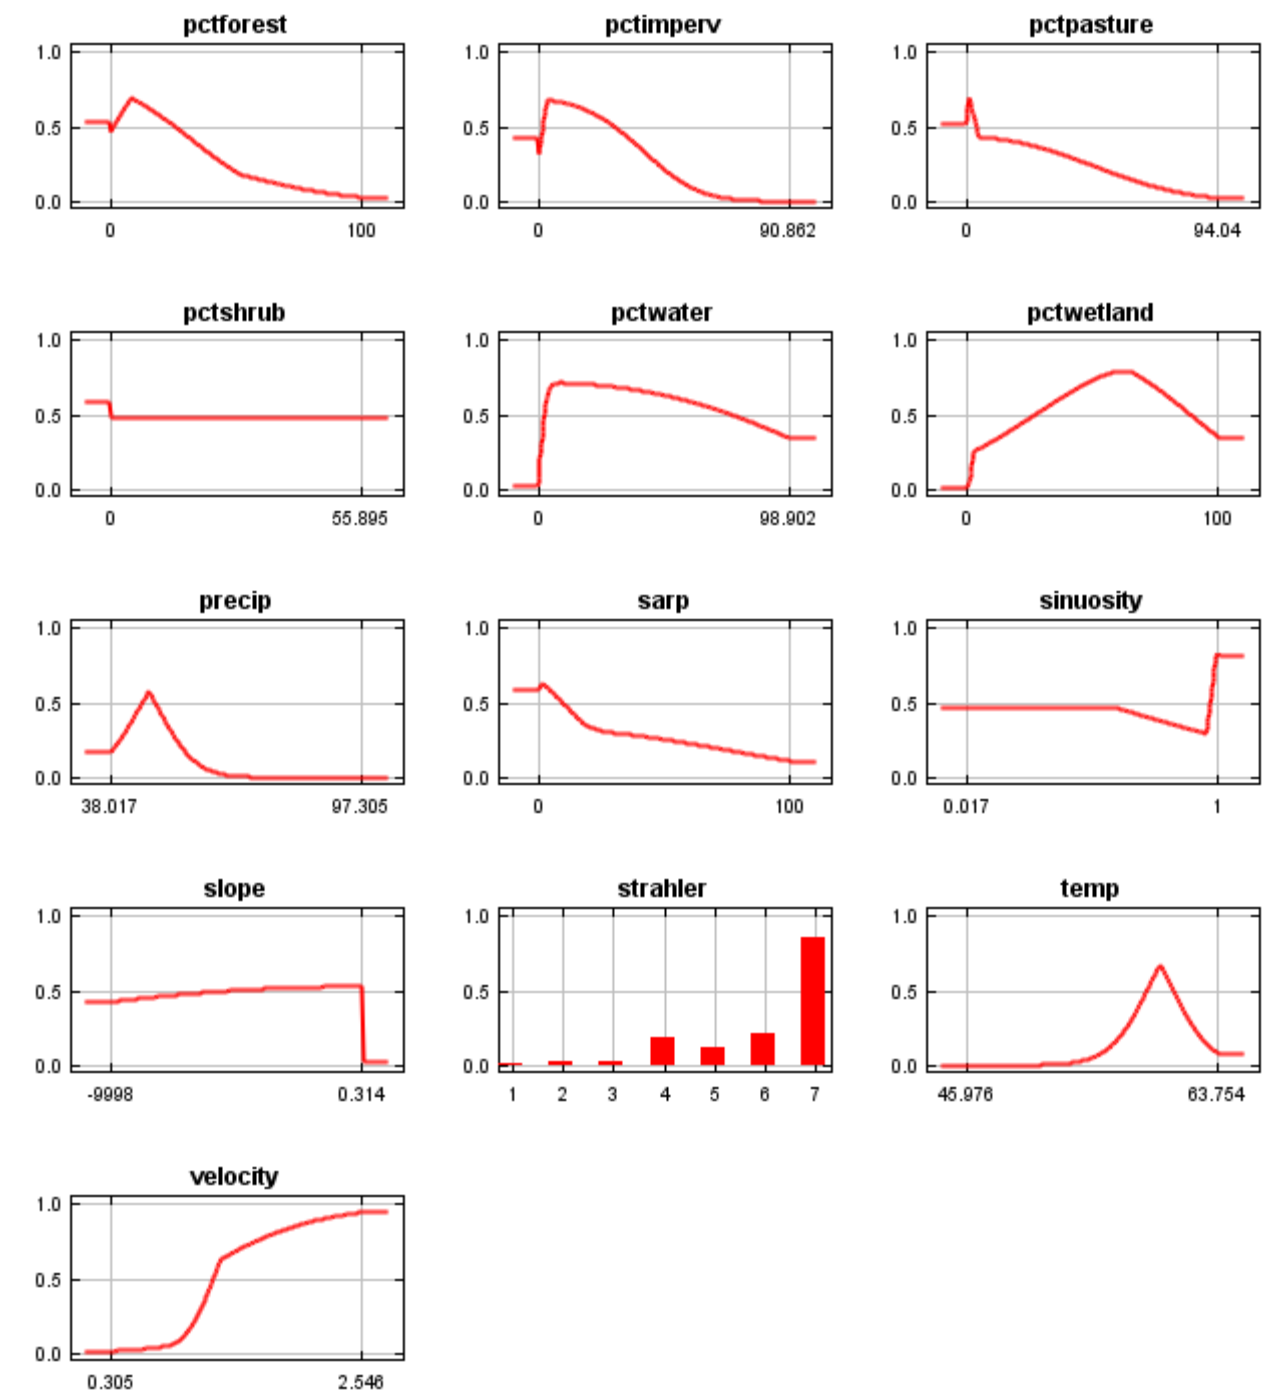 pctforest pctimperv pctpasture
1.0 1.0 1.0
0.5 0.5 0.5
0.0 0.0 0.0
0 100 0 90.862 0 94.04
pctshrub pctwater pctwetland
1.0 1.0 1.0
0.5 0.5 0.5
0.0 0.0 0.0
0 55.895 0 98.902 0 100
precip sarp sinuosity
1.0 1.0 1.0
0.5 0.5 0.5
0.0 0.0 0.0
38.017 97.305 0 100 0.017 1
slope strahler temp
1.0 1.0 1.0
0.5 0.5 0.5
0.0 0.0 0.0
-9998 0.314 1 2 3 4 5 6 7 45.976 63.754
velocity
1.0
0.5
0.0
0.305 2.546